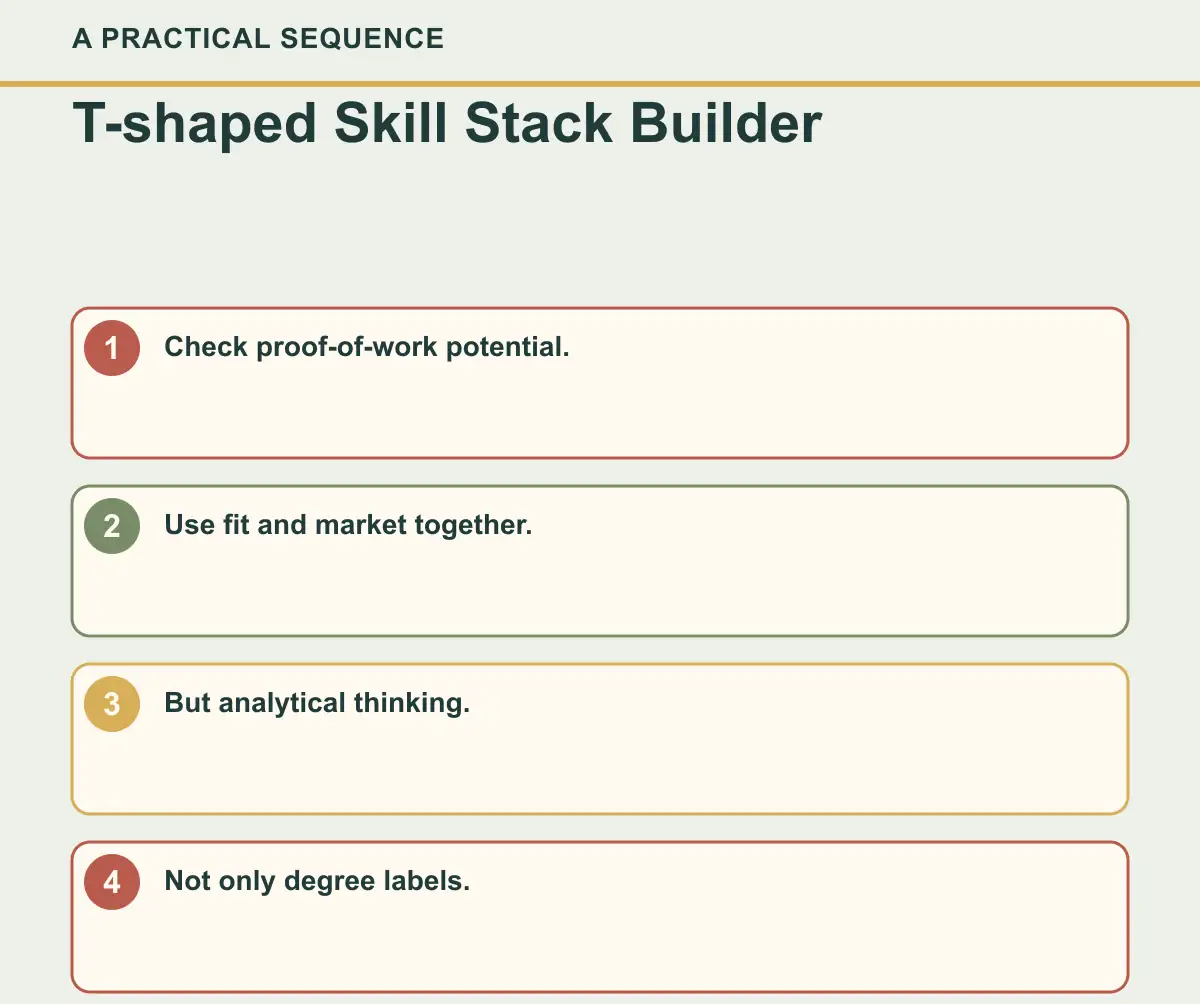 A PRACTICAL SEQUENCE
T-shaped Skill Stack Builder
1 Check proof-of-work potential.
2 Use fit and market together.
3 But analytical thinking.
4 Not only degree labels.